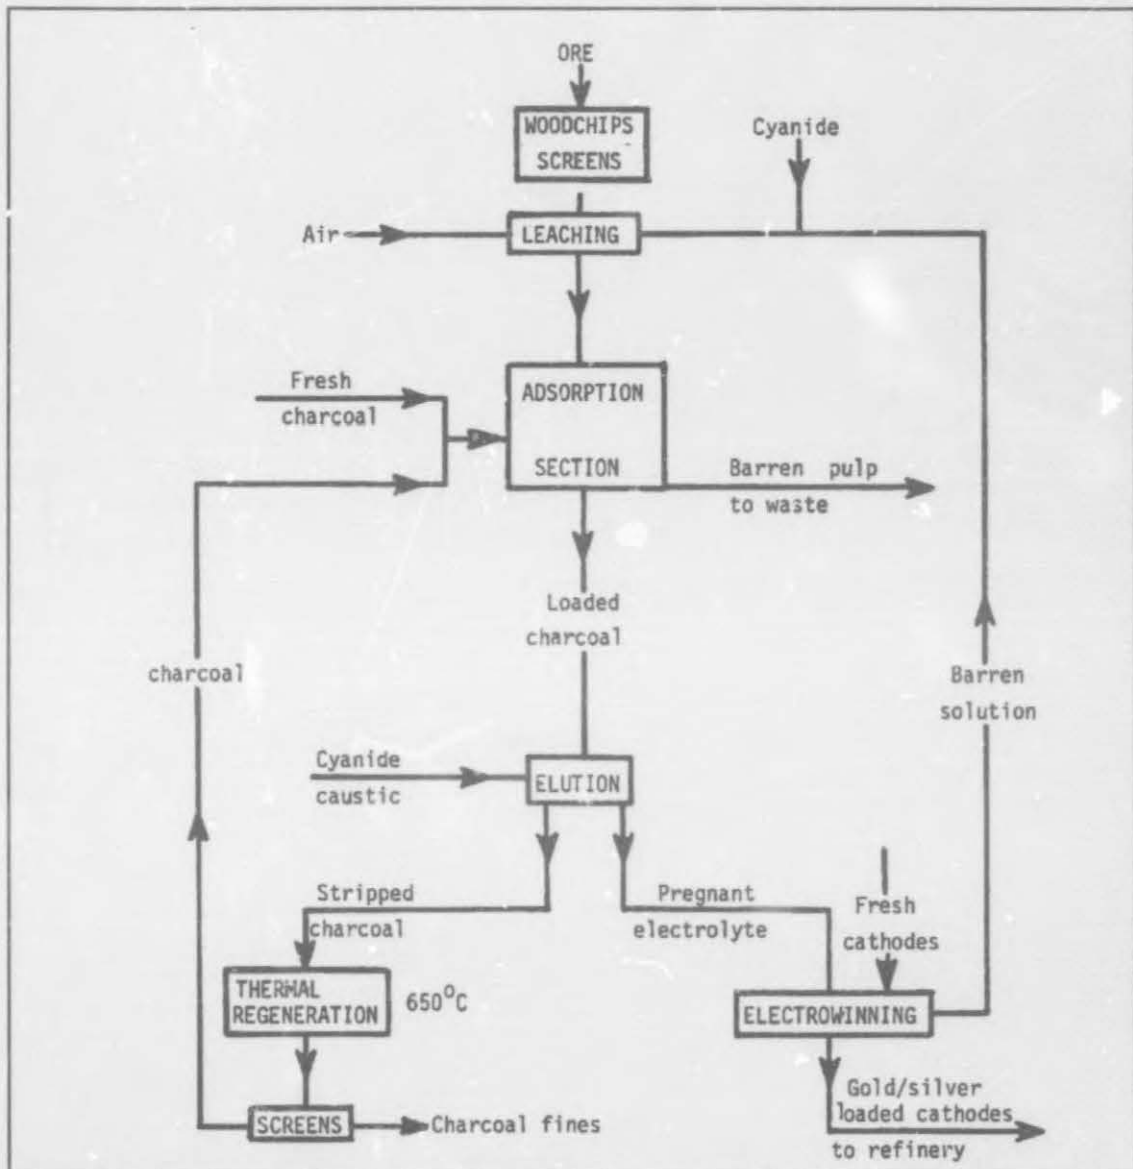 ORE
WOODCHIPS
SCREENS
Cyanide
Air
LEACHING
Fresh
charcoal
ADSORPTION
SECTION
Barren pulp
to waste
Loaded
charcoal
charcoal
Barren
solution
Cyanide
caustic
ELUTION
Stripped
charcoal
Pregnant
electrolyte
Fresh
cathodes
THERMAL
REGENERATION
650°C
ELECTROWINNING
SCREENS
Charcoal fines
Gold/silver
loaded cathodes
to refinery